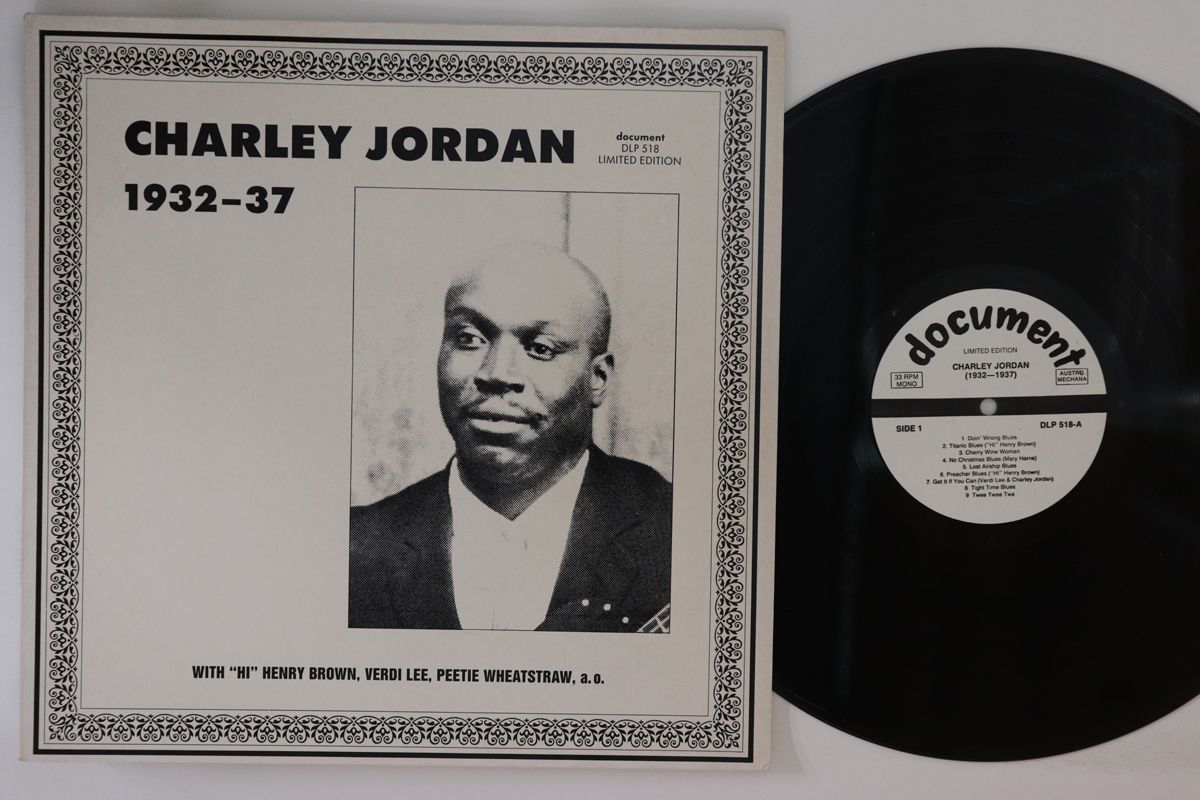 CHARLEY JORDAN
document
DLP 518
LIMITED EDITION
1932–37
WITH “HI” HENRY BROWN, VERDI LEE, PEETIE WHEATSTRAW, a.o.
document
LIMITED EDITION
CHARLEY JORDAN
(1932—1937)
33 RPM
MONO
AUSTRO
MECHANA
SIDE 1
DLP 518-A
1. Doin' Wrong Blues
2. Titanic Blues ("Hi" Henry Brown)
3. Cherry Wine Woman
4. No Christmas Blues (Mary Harris)
5. Lost Airship Blues
6. Preacher Blues ("Hi" Henry Brown)
7. Get It If You Can (Verdi Lee & Charley Jordan)
8. Tight Time Blues
9 Twee Twee Twa